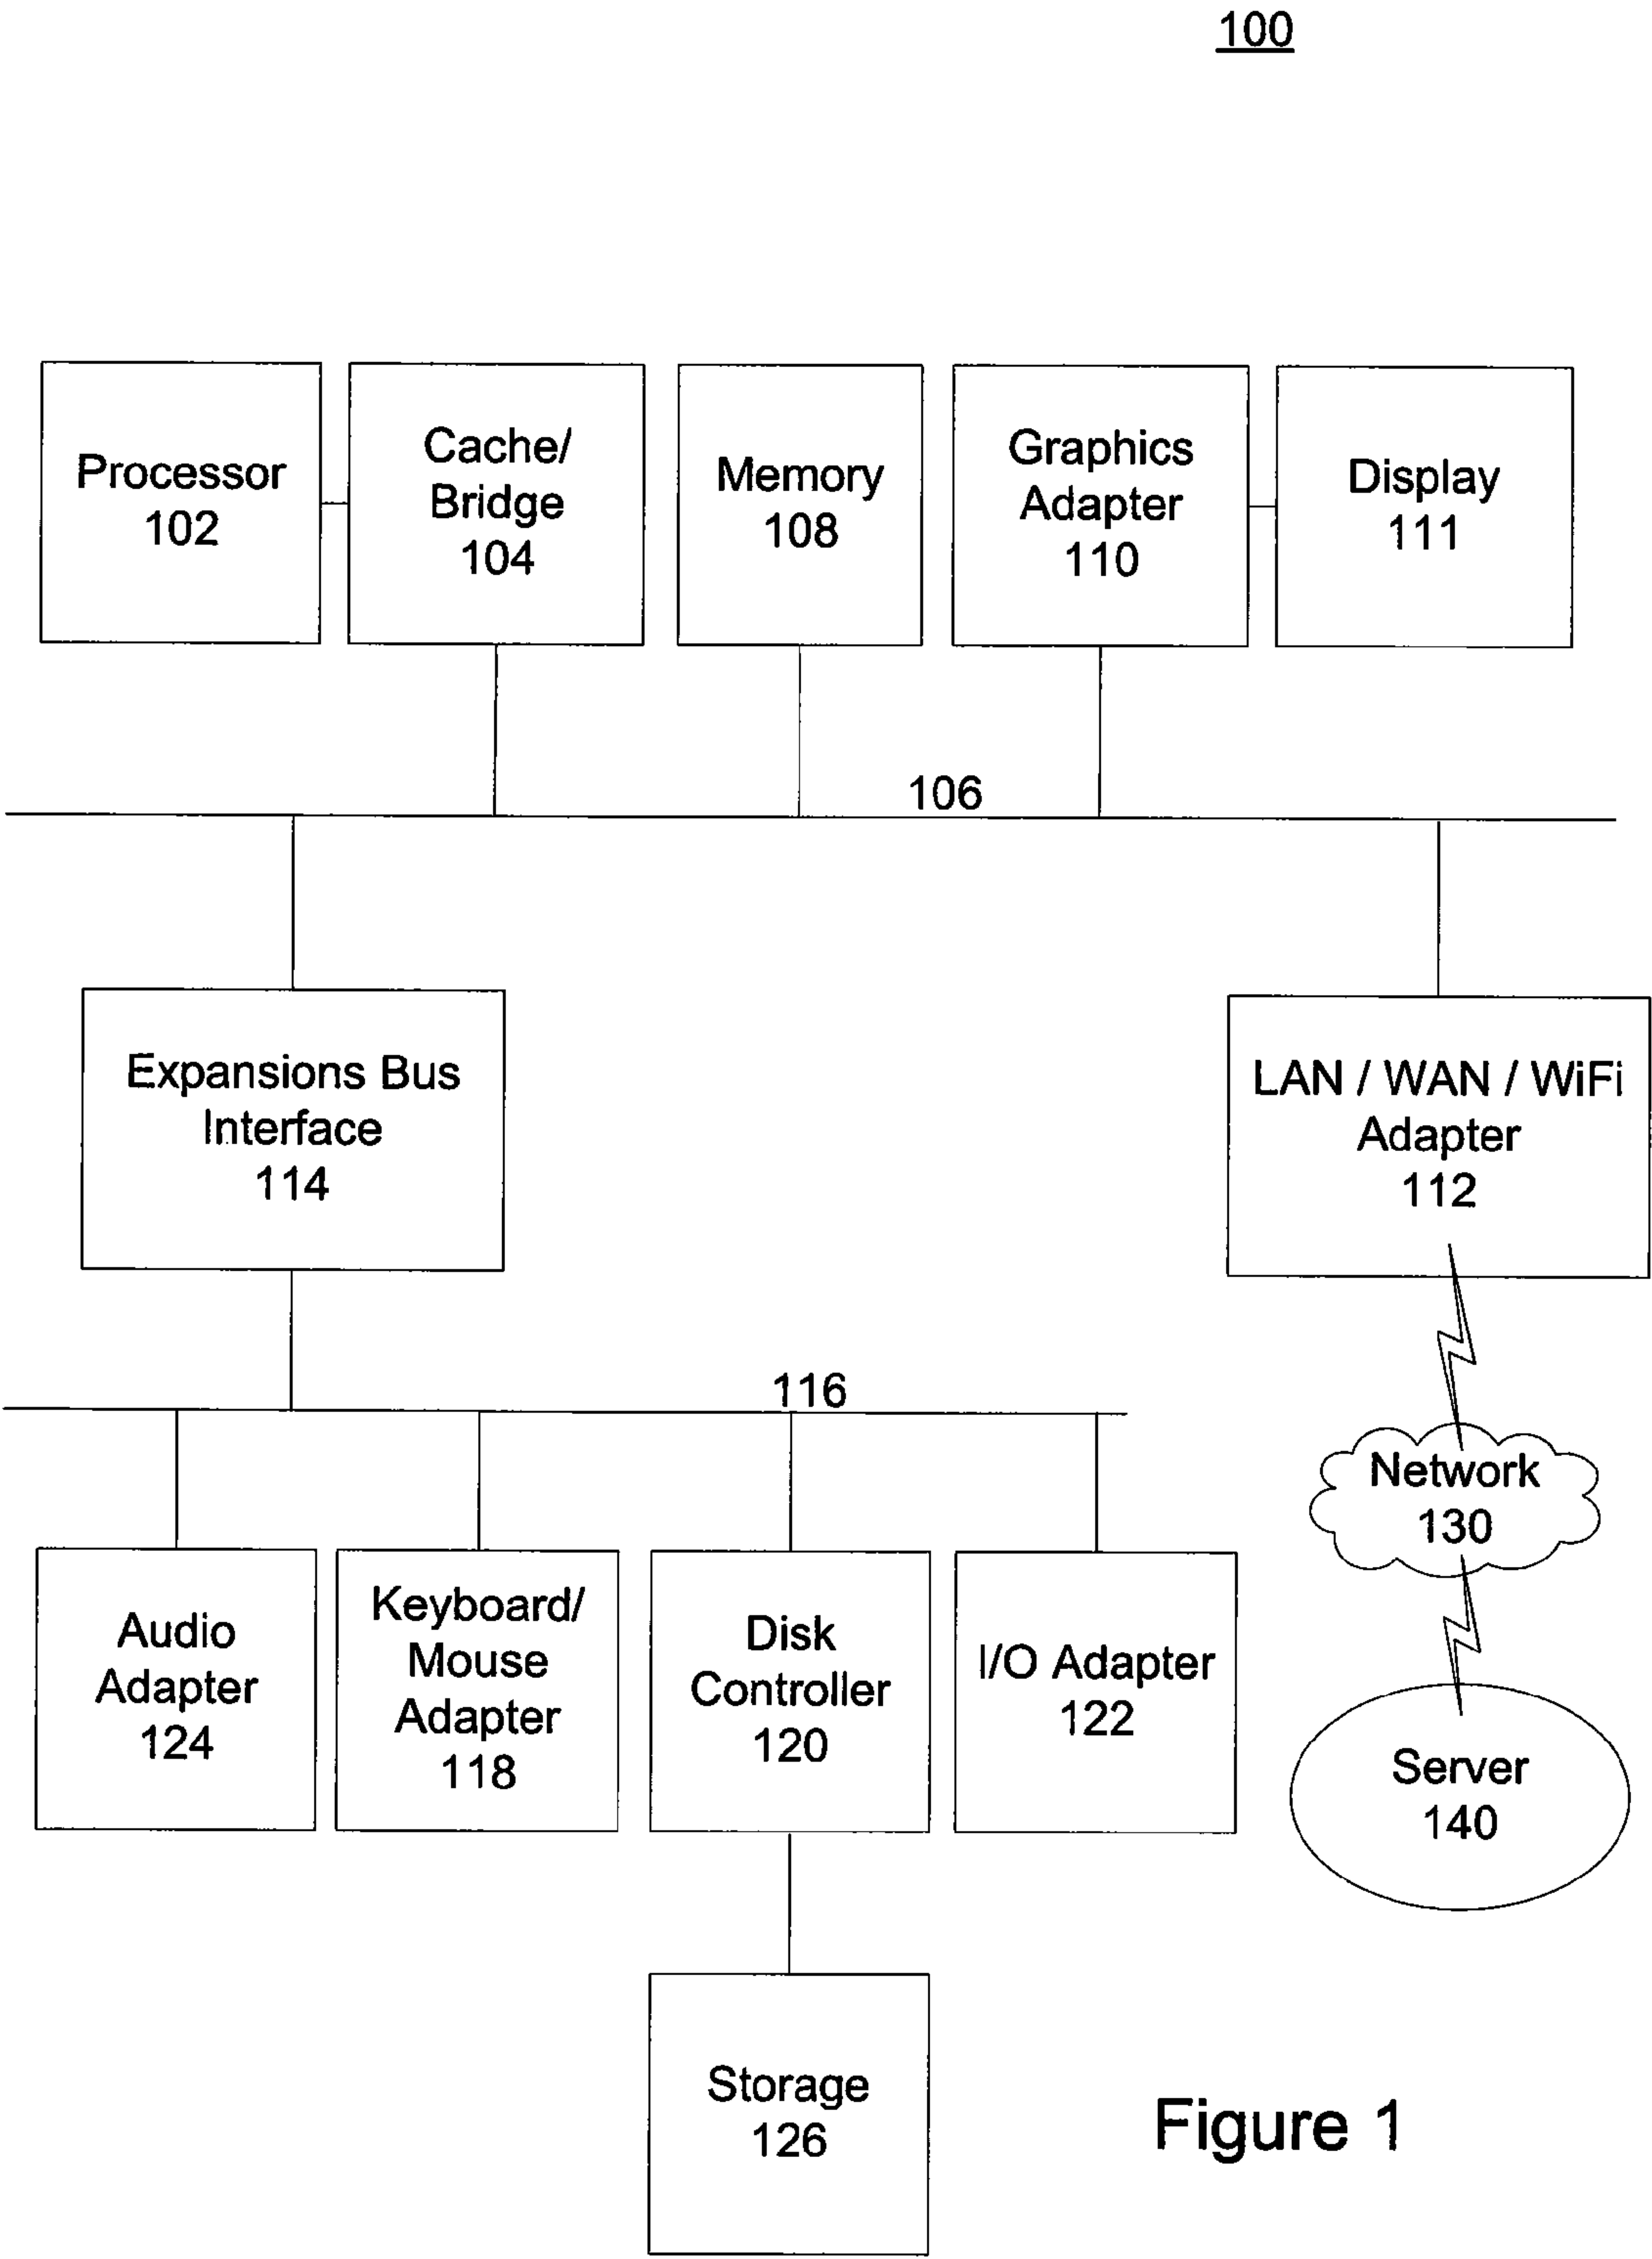 100
Processor
102
Cache/
Bridge
104
Memory
108
Graphics
Adapter
110
Display
111
106
Expansions Bus
Interface
114
LAN / WAN / WiFi
Adapter
112
116
Network
130
Audio
Adapter
124
Keyboard/
Mouse
Adapter
118
Disk
Controller
120
I/O Adapter
122
Server
140
Storage
126
Figure 1